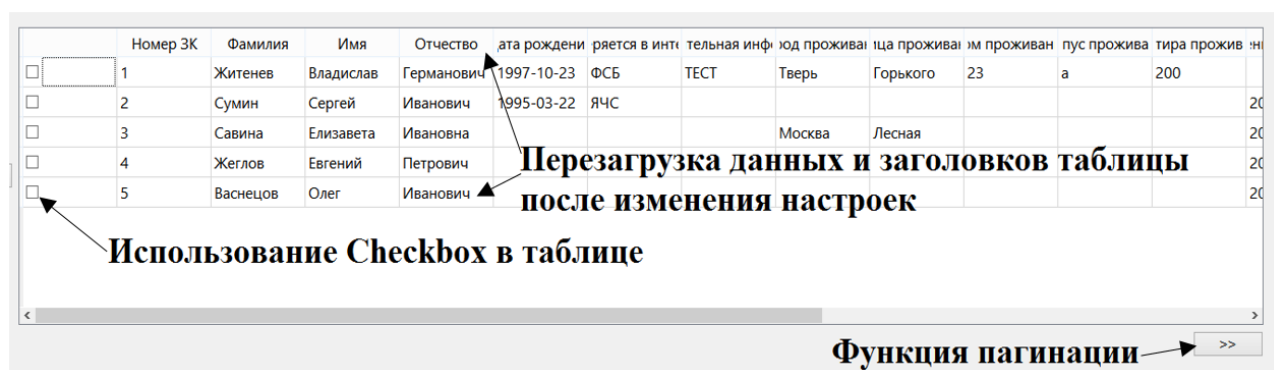 Номер ЗК Фамилия Имя Отчество ата рождени ряется в инте тельная инф род проживаı ица проживаı ом проживан пус прожива тира прожив
1 Житенев Владислав Германович 1997-10-23 ФСБ ТЕСТ Тверь Горького 23 а 200
2 Сумин Сергей Иванович 1995-03-22 ЯЧС 20
3 Савина Елизавета Ивановна Москва Лесная 20
4 Жеглов Евгений Петрович 20
5 Васнецов Олег Иванович 20
Перезагрузка данных и заголовков таблицы
после изменения настроек
Использование Checkbox в таблице
Функция пагинации
>>